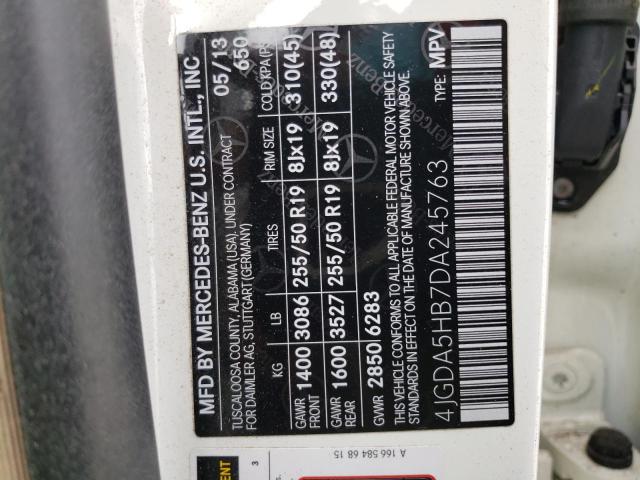 MFD BY MERCEDES-BENZ U.S. INTL., INC
TUSCALOOSA COUNTY, ALABAMA (USA), UNDER CONTRACT 05/13
FOR DAIMLER AG, STUTTGART (GERMANY) 650
KG LB TIRES RIM SIZE COLD KPA
GAWR FRONT 1400 3086 255/50 R19 8Jx19 310(45)
GAWR REAR 1600 3527 255/50 R19 8Jx19 330(48)
GVWR 2850 6283
THIS VEHICLE CONFORMS TO ALL APPLICABLE FEDERAL MOTOR VEHICLE SAFETY
STANDARDS IN EFFECT ON THE DATE OF MANUFACTURE SHOWN ABOVE.
4JGDA5HB7DA245763 TYPE: MPV
A 166 584 68 15
3